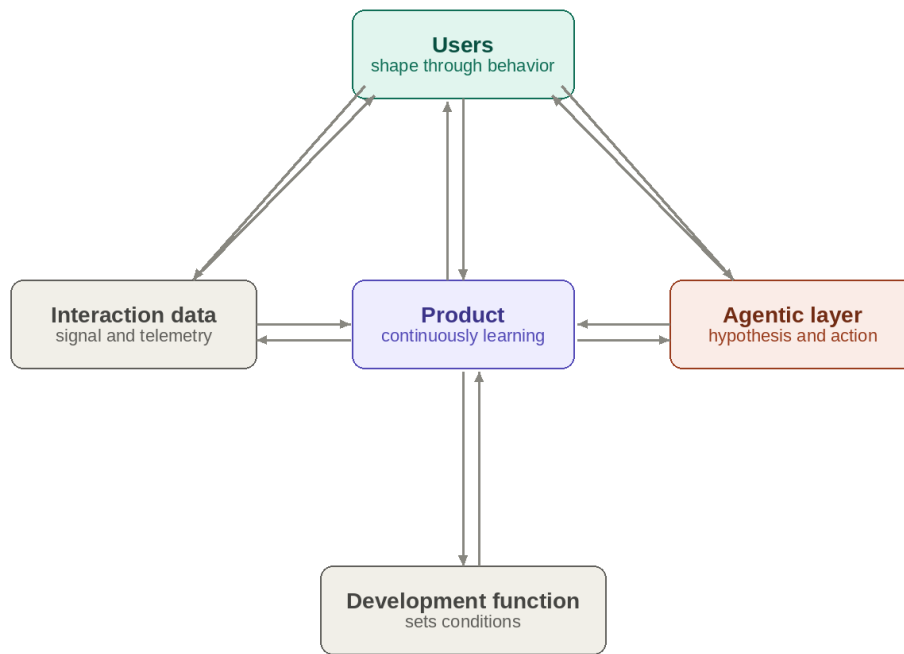 Users
shape through behavior
Interaction data
signal and telemetry
Product
continuously learning
Agentic layer
hypothesis and action
Development function
sets conditions